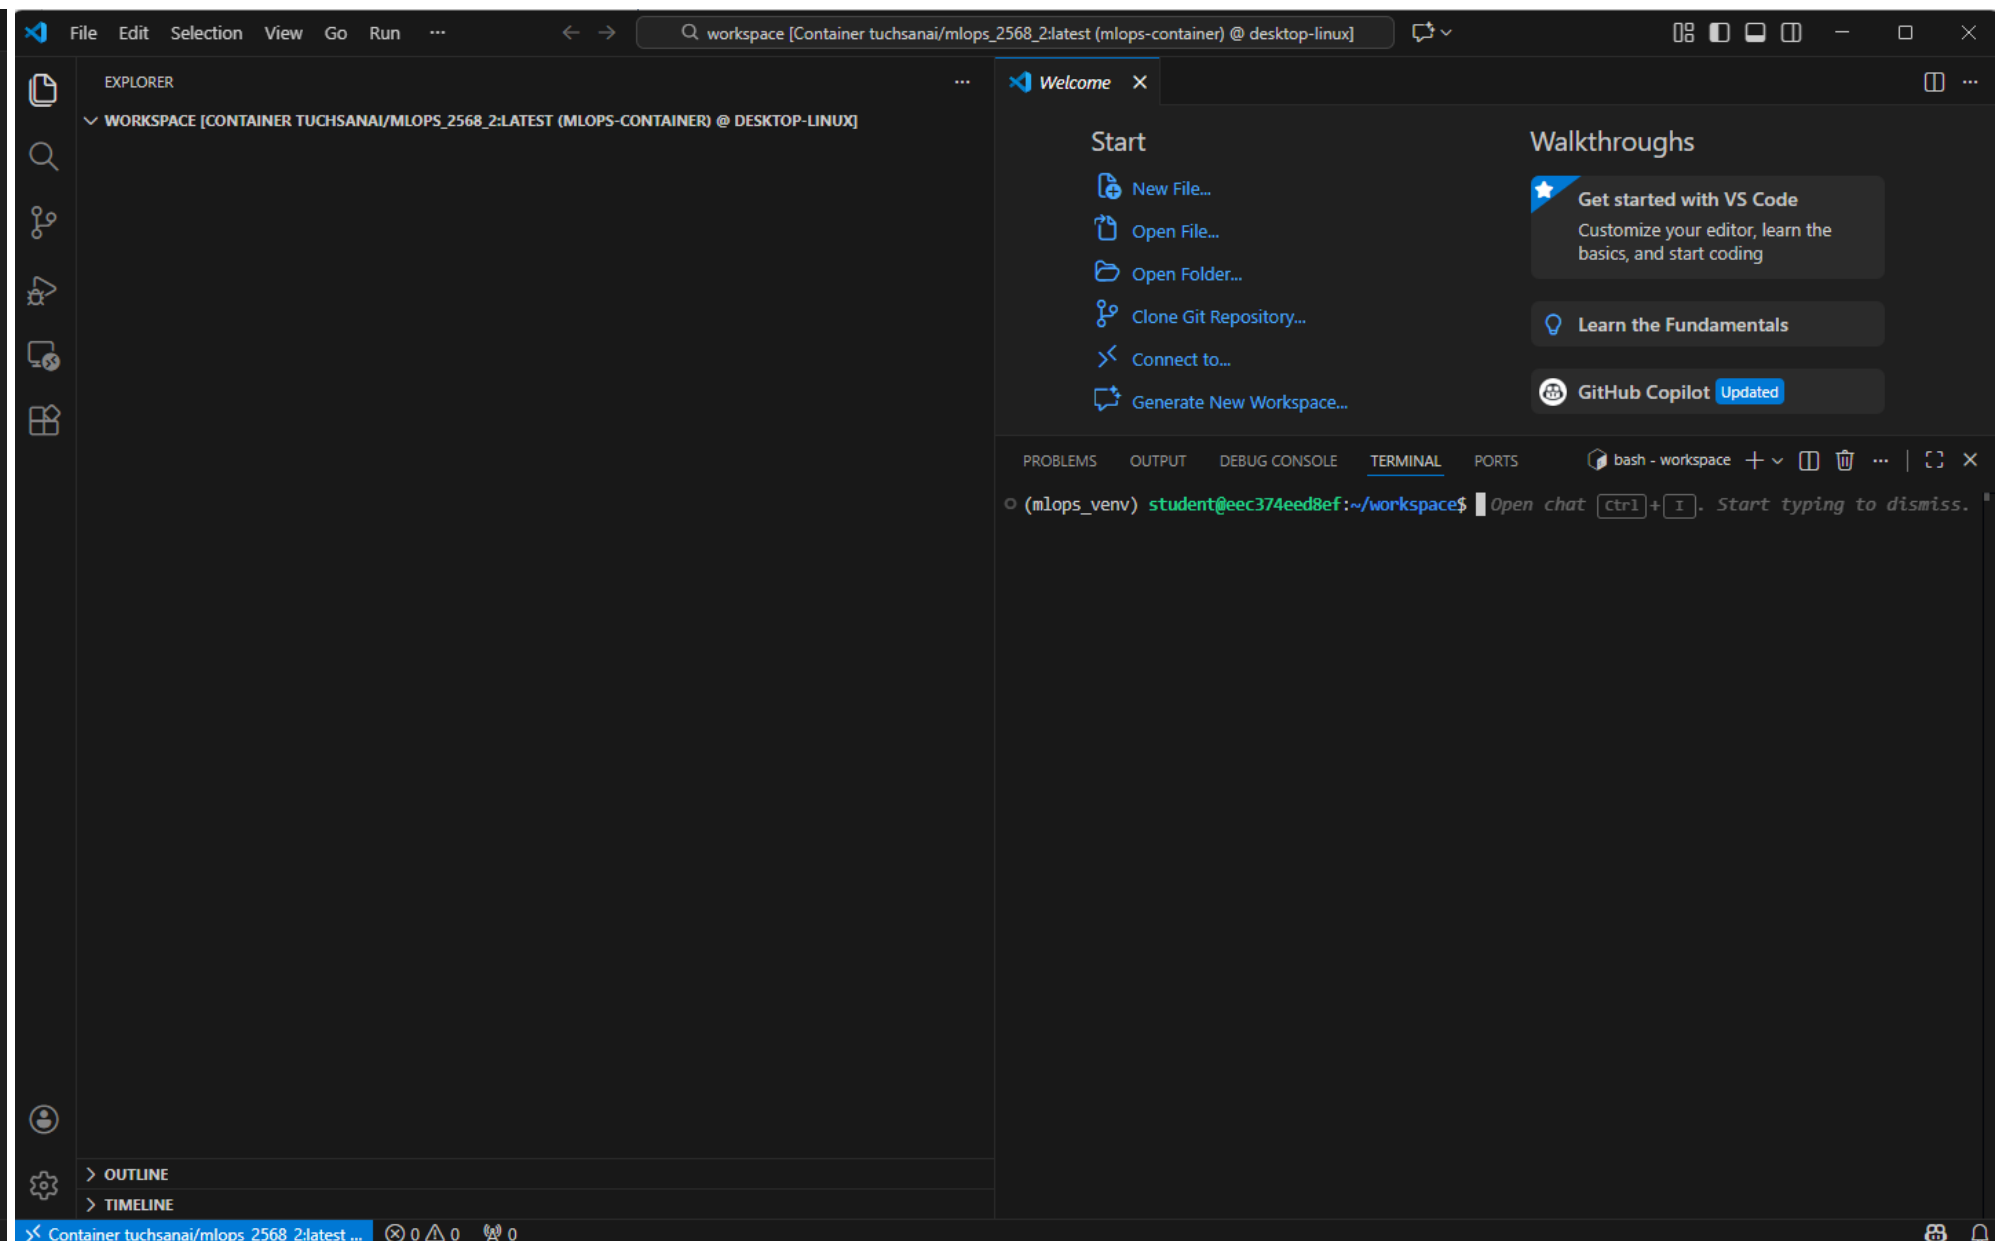 File Edit Selection View Go Run ···
workspace [Container tuchsanai/mlops_2568_2:latest (mlops-container) @ desktop-linux]
EXPLORER ···
WORKSPACE [CONTAINER TUCHSANAI/MLOPS_2568_2:LATEST (MLOPS-CONTAINER) @ DESKTOP-LINUX]
OUTLINE
TIMELINE
Welcome
Start
New File...
Open File...
Open Folder...
Clone Git Repository...
Connect to...
Generate New Workspace...
Walkthroughs
Get started with VS Code
Customize your editor, learn the
basics, and start coding
Learn the Fundamentals
GitHub Copilot Updated
PROBLEMS OUTPUT DEBUG CONSOLE TERMINAL PORTS bash - workspace
(mlops_venv) student@eec374eed8ef:~/workspace$ Open chat Ctrl+I. Start typing to dismiss.
Container tuchsanai/mlops_2568_2:latest ... 0 0 0